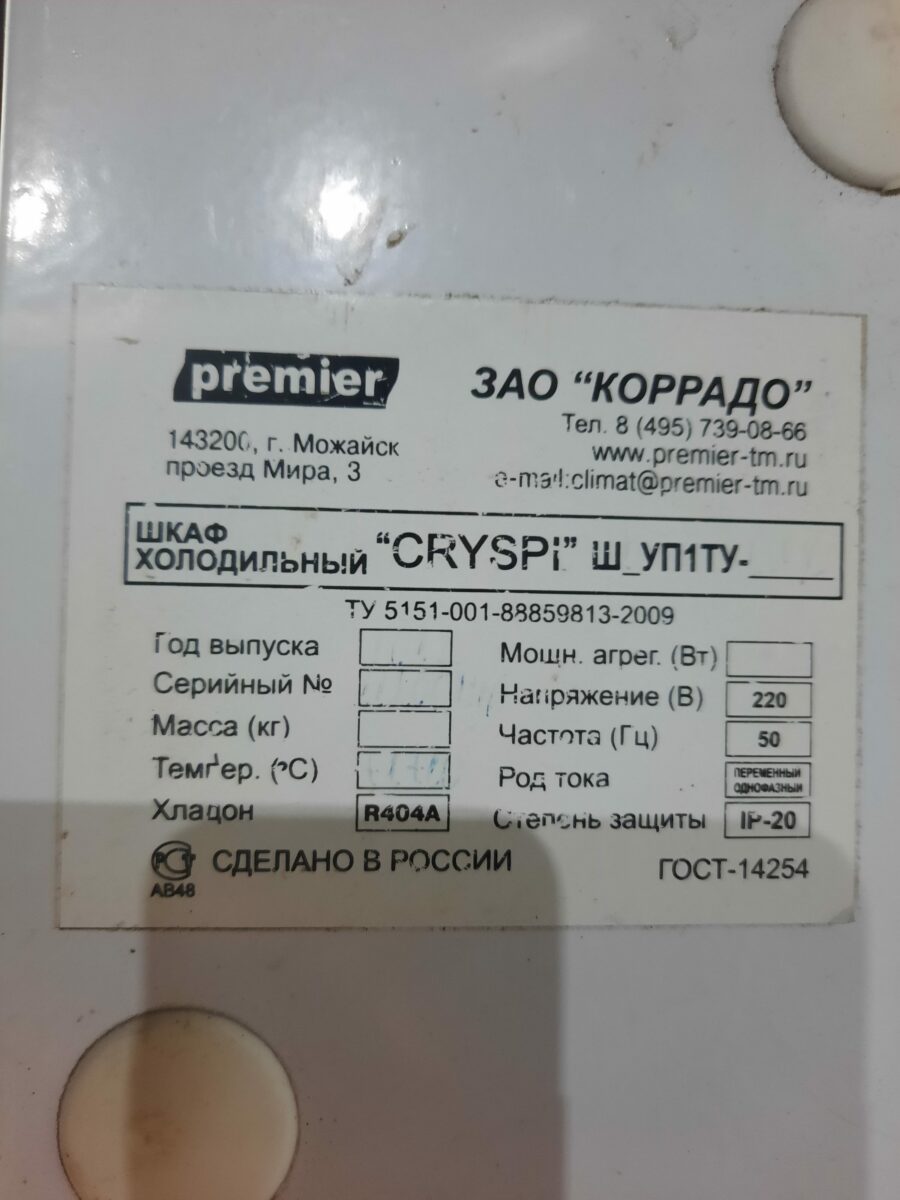 premier
ЗАО "КОРРАДО"
Тел. 8 (495) 739-08-66
143200, г. Можайск
www.premier-tm.ru
проезд Мира, 3
e-mail:climat@premier-tm.ru
ШКАФ
ХОЛОДИЛЬНЫЙ "CRYSPI" Ш_УП1ТУ-______
ТУ 5151-001-88859813-2009
Год выпуска
Мощн. агрег. (Вт)
Серийный №
Напряжение (В) 220
Масса (кг)
Частота (Гц) 50
Темпер. (°С)
Род тока ПЕРЕМЕННЫЙ
ОДНОФАЗНЫЙ
Хладон R404A
Степень защиты IP-20
РСТ СДЕЛАНО В РОССИИ
ГОСТ-14254
АВ48